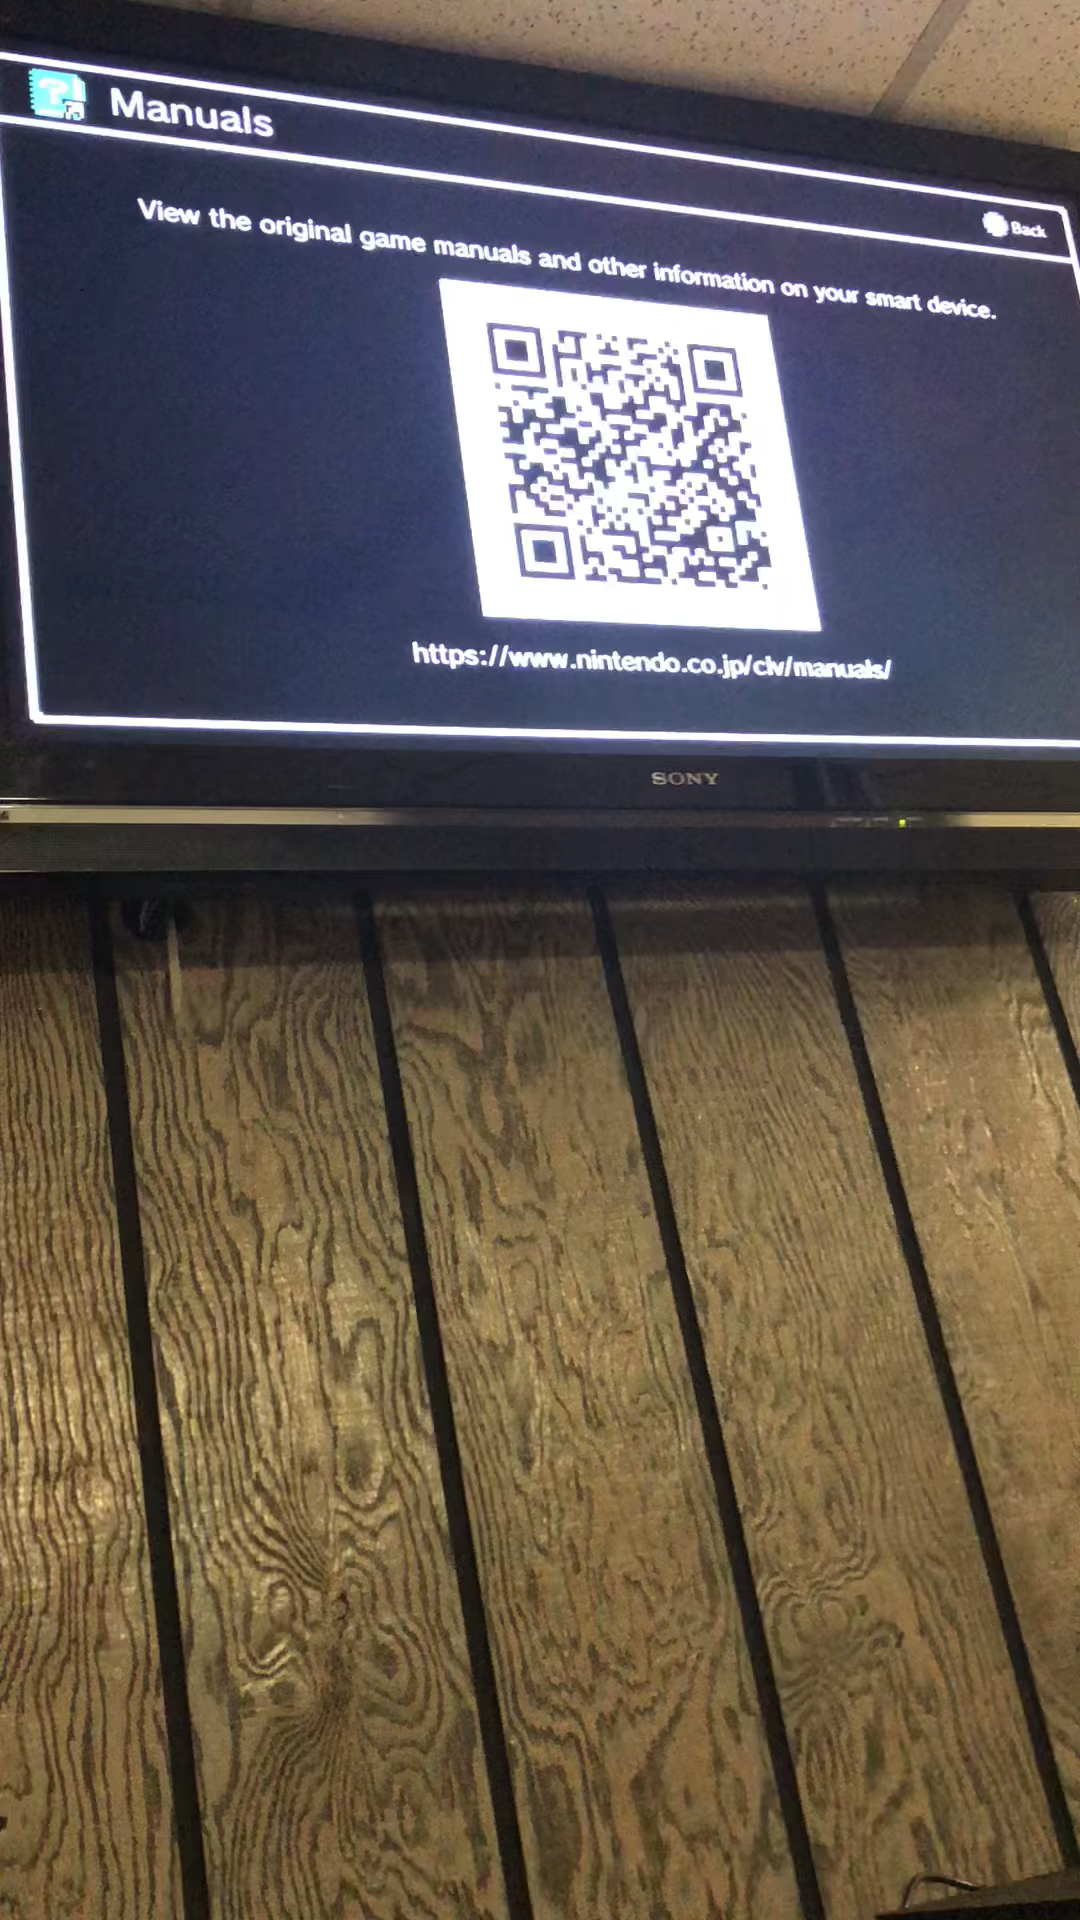 Manuals
Back
View the original game manuals and other information on your smart device.
https://www.nintendo.co.jp/clv/manuals/
SONY